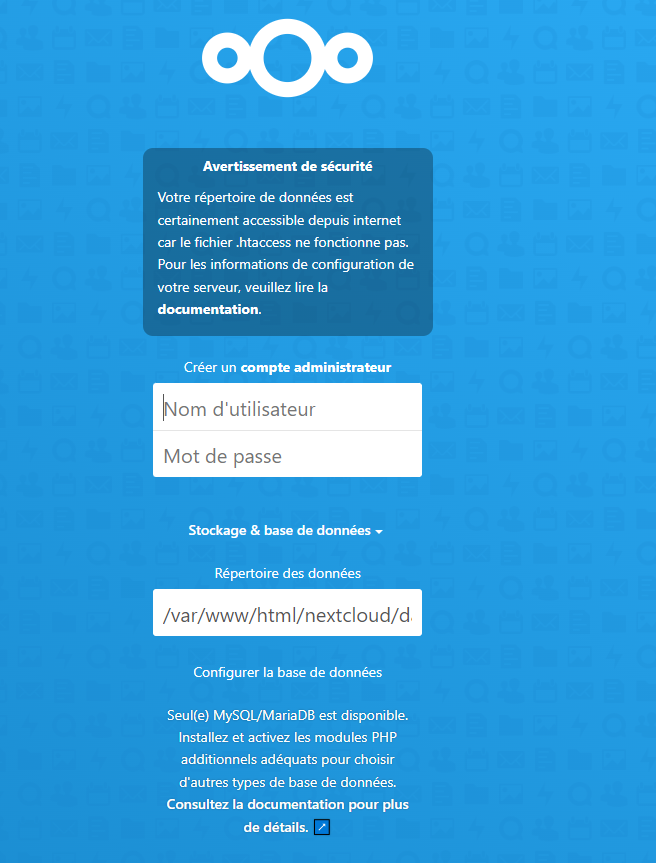 Avertissement de sécurité
Votre répertoire de données est
certainement accessible depuis internet
car le fichier .htaccess ne fonctionne pas.
Pour les informations de configuration de
votre serveur, veuillez lire la
documentation.
Créer un compte administrateur
Nom d'utilisateur
Mot de passe
Stockage & base de données
Répertoire des données
/var/www/html/nextcloud/da
Configurer la base de données
Seul(e) MySQL/MariaDB est disponible.
Installez et activez les modules PHP
additionnels adéquats pour choisir
d'autres types de base de données.
Consultez la documentation pour plus
de détails.